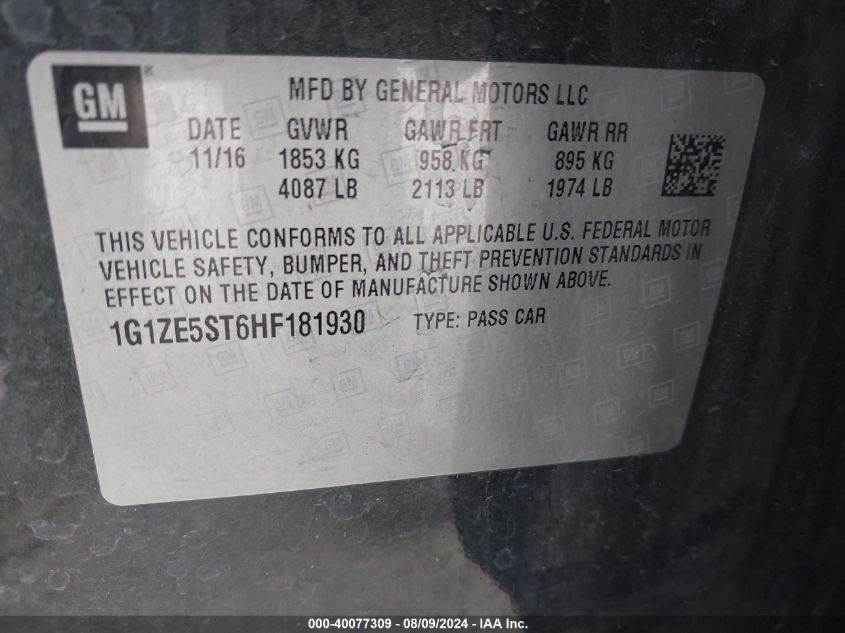 GM
MFD BY GENERAL MOTORS LLC
DATE GVWR GAWR FRT GAWR RR
11/16 1853 KG 958 KG 895 KG
4087 LB 2113 LB 1974 LB
THIS VEHICLE CONFORMS TO ALL APPLICABLE U.S. FEDERAL MOTOR
VEHICLE SAFETY, BUMPER, AND THEFT PREVENTION STANDARDS IN
EFFECT ON THE DATE OF MANUFACTURE SHOWN ABOVE.
1G1ZE5ST6HF181930 TYPE: PASS CAR
000-40077309 - 08/09/2024 - IAA Inc.